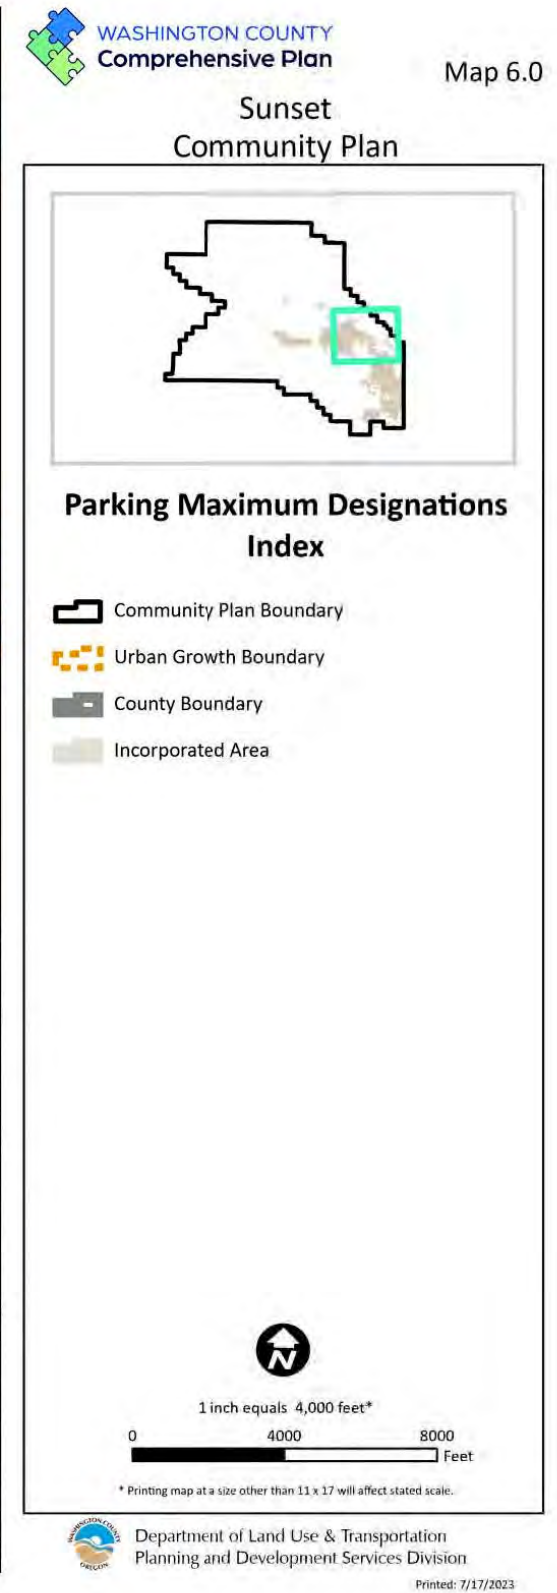 WASHINGTON COUNTY
Comprehensive Plan
Map 6.0
Sunset
Community Plan
Parking Maximum Designations
Index
Community Plan Boundary
Urban Growth Boundary
County Boundary
Incorporated Area
N
1 inch equals 4,000 feet*
0 4000 8000
Feet
* Printing map at a size other than 11 x 17 will affect stated scale.
WASHINGTON COUNTY
OREGON
Department of Land Use & Transportation
Planning and Development Services Division
Printed: 7/17/2023